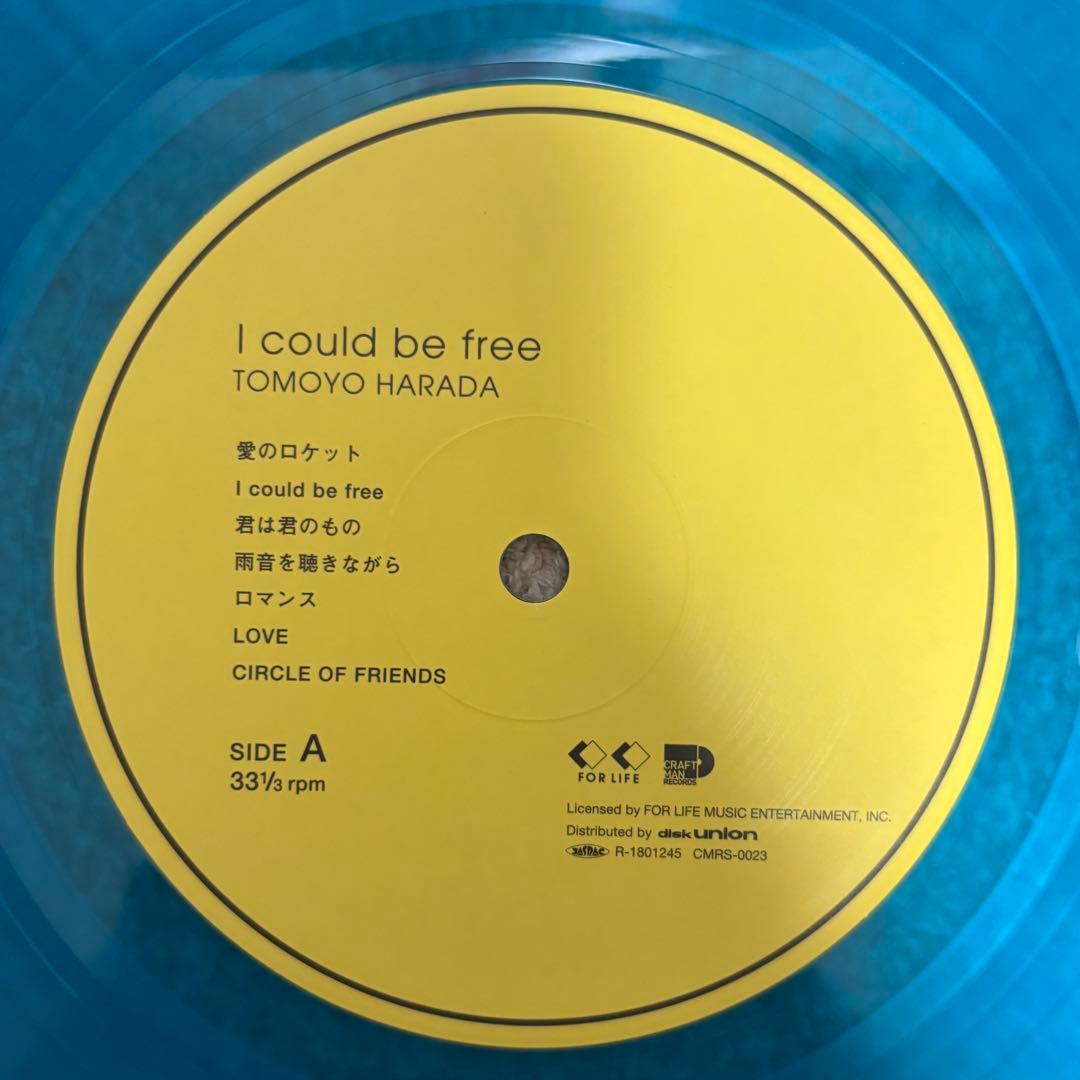 I could be free
TOMOYO HARADA
愛のロケット
I could be free
君は君のもの
雨音を聴きながら
ロマンス
LOVE
CIRCLE OF FRIENDS
SIDE A
33⅓ rpm
FOR LIFE
CRAFT
MAN
RECORDS
Licensed by FOR LIFE MUSIC ENTERTAINMENT, INC.
Distributed by disk union
JASRAC R-1801245 CMRS-0023